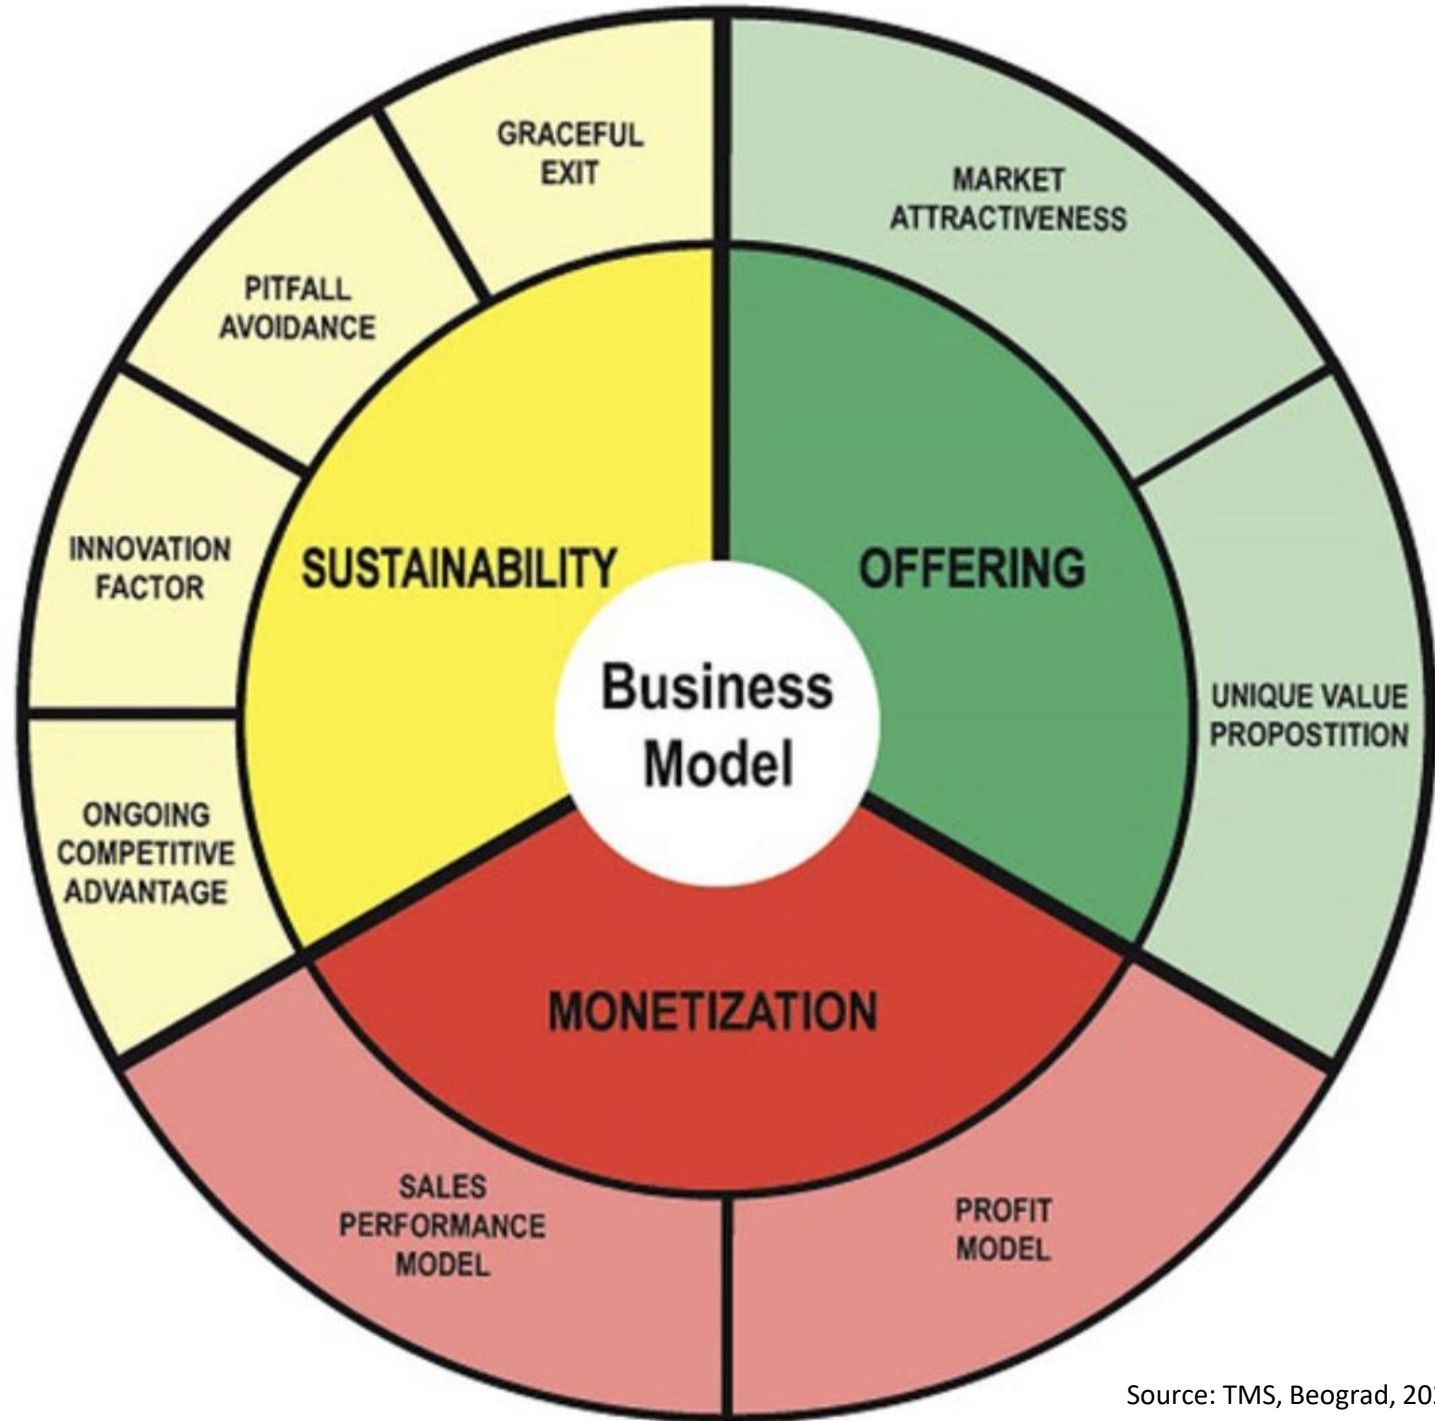 GRACEFUL
EXIT
MARKET
ATTRACTIVENESS
PITFALL
AVOIDANCE
INNOVATION
FACTOR
SUSTAINABILITY
OFFERING
Business
Model
UNIQUE VALUE
PROPOSTITION
ONGOING
COMPETITIVE
ADVANTAGE
MONETIZATION
SALES
PERFORMANCE
MODEL
PROFIT
MODEL
Source: TMS, Beograd,